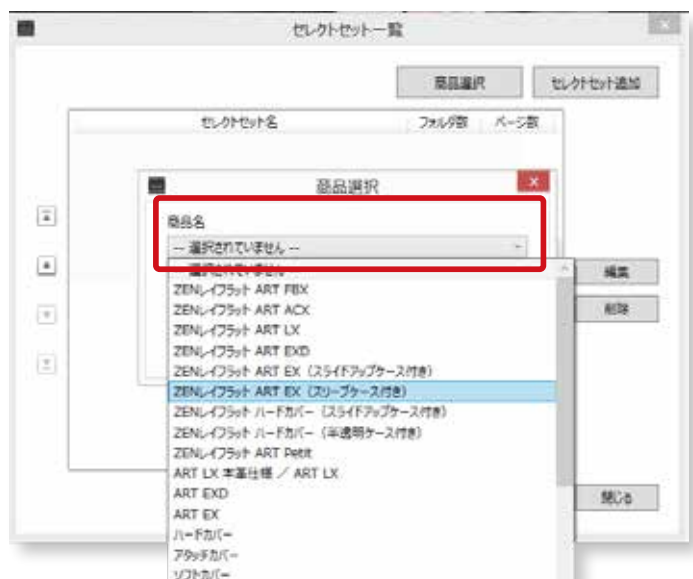 セレクトセット一覧
商品選択 セレクトセット追加
セレクトセット名 フォルダ数 ページ数
商品選択
商品名
-- 選択されていません --
-- 選択されていません --
ZENレイフラット ART FBX
ZENレイフラット ART ACX
ZENレイフラット ART LX
ZENレイフラット ART EXD
ZENレイフラット ART EX（スライドアップケース付き）
ZENレイフラット ART EX（スリーブケース付き）
ZENレイフラット ハードカバー（スライドアップケース付き）
ZENレイフラット ハードカバー（半透明ケース付き）
ZENレイフラット ART Petit
ART LX 本革仕様 ／ ART LX
ART EXD
ART EX
ハードカバー
アタッチカバー
ソフトカバー
編集
削除
閉じる